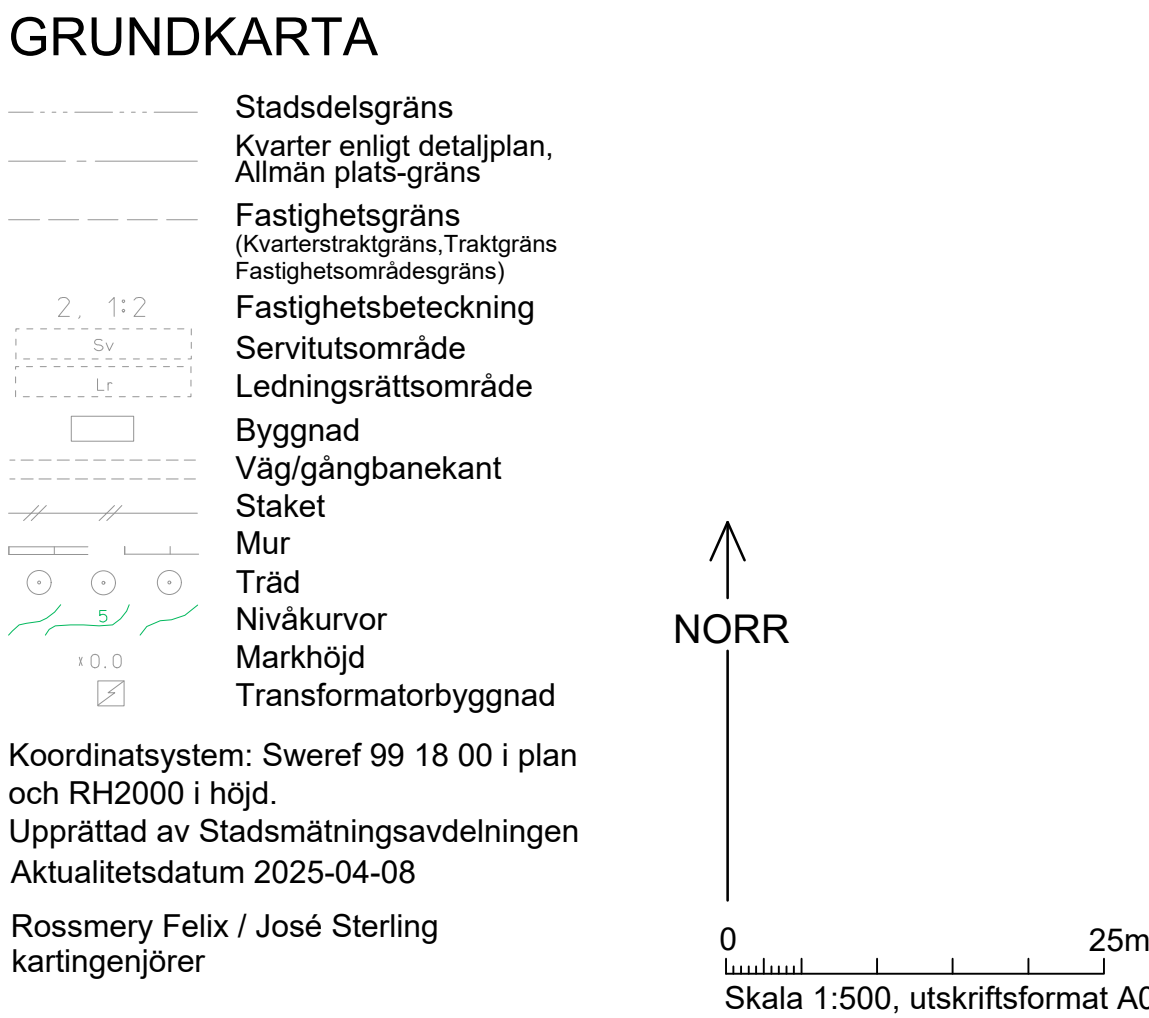 GRUNDKARTA
Stadsdelsgräns
Kvarter enligt detaljplan,
Allmän plats-gräns
Fastighetsgräns
(Kvarterstraktgräns,Traktgräns
Fastighetsområdesgräns)
2, 1:2 Fastighetsbeteckning
Sv Servitutsområde
Lr Ledningsrättsområde
Byggnad
Väg/gångbanekant
Staket
Mur
Träd
5 Nivåkurvor
x0.0 Markhöjd
Transformatorbyggnad
Koordinatsystem: Sweref 99 18 00 i plan
och RH2000 i höjd.
Upprättad av Stadsmätningsavdelningen
Aktualitetsdatum 2025-04-08
Rossmery Felix / José Sterling
kartingenjörer
NORR
0 25m
Skala 1:500, utskriftsformat A0